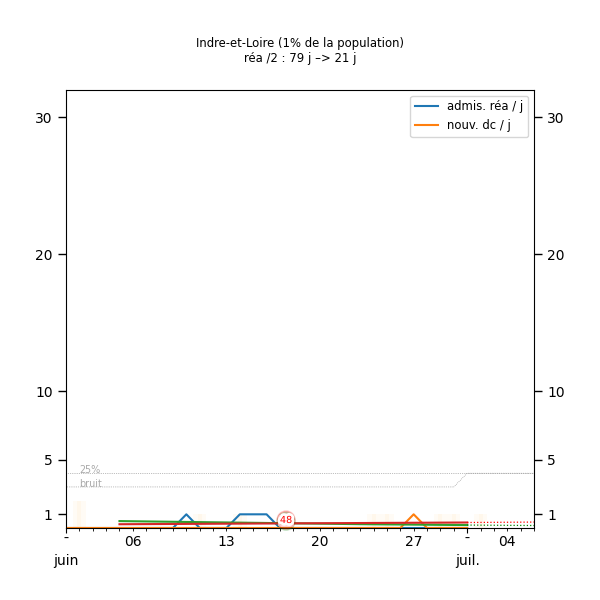 Indre-et-Loire (1% de la population)
réa /2 : 79 j –> 21 j
admis. réa / j
nouv. dc / j
30 30
20 20
10 10
5 5
25%
bruit
1 48 1
- 06 13 20 27 - 04
juin juil.